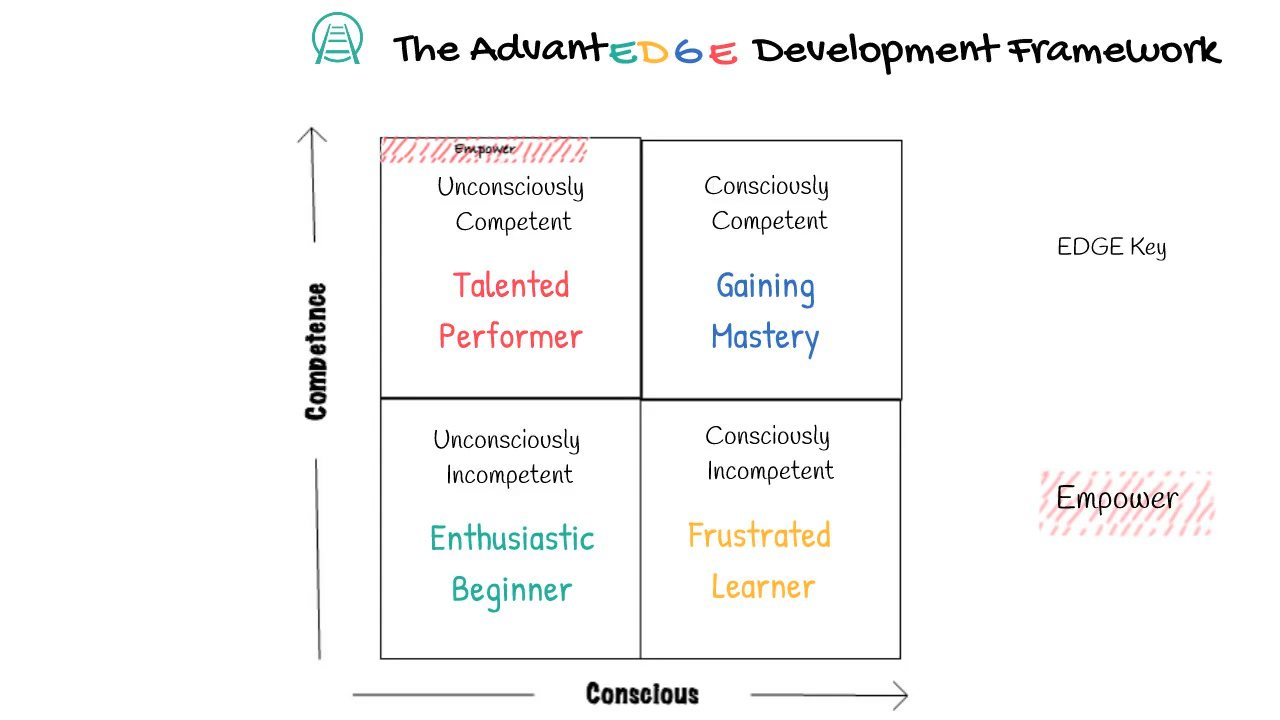 The AdvantEDGE Development Framework
Empower
Unconsciously
Competent
Talented
Performer
Consciously
Competent
Gaining
Mastery
EDGE Key
Competence
Unconsciously
Incompetent
Enthusiastic
Beginner
Consciously
Incompetent
Frustrated
Learner
Empower
Conscious